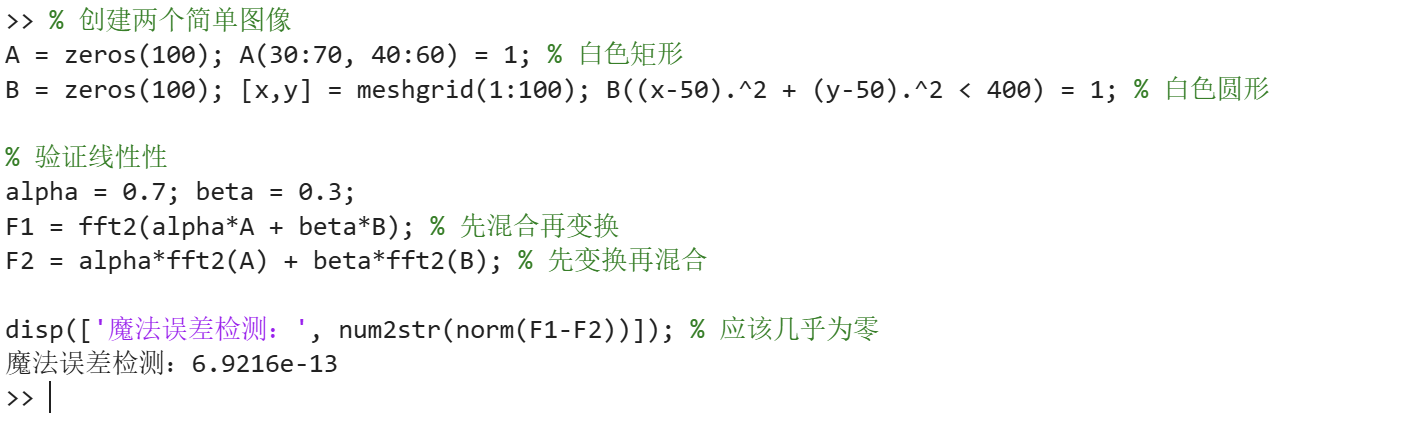 >> % 创建两个简单图像
A = zeros(100); A(30:70, 40:60) = 1; % 白色矩形
B = zeros(100); [x,y] = meshgrid(1:100); B((x-50).^2 + (y-50).^2 < 400) = 1; % 白色圆形
% 验证线性性
alpha = 0.7; beta = 0.3;
F1 = fft2(alpha*A + beta*B); % 先混合再变换
F2 = alpha*fft2(A) + beta*fft2(B); % 先变换再混合
disp(['魔法误差检测：', num2str(norm(F1-F2))]); % 应该几乎为零
魔法误差检测：6.9216e-13
>>